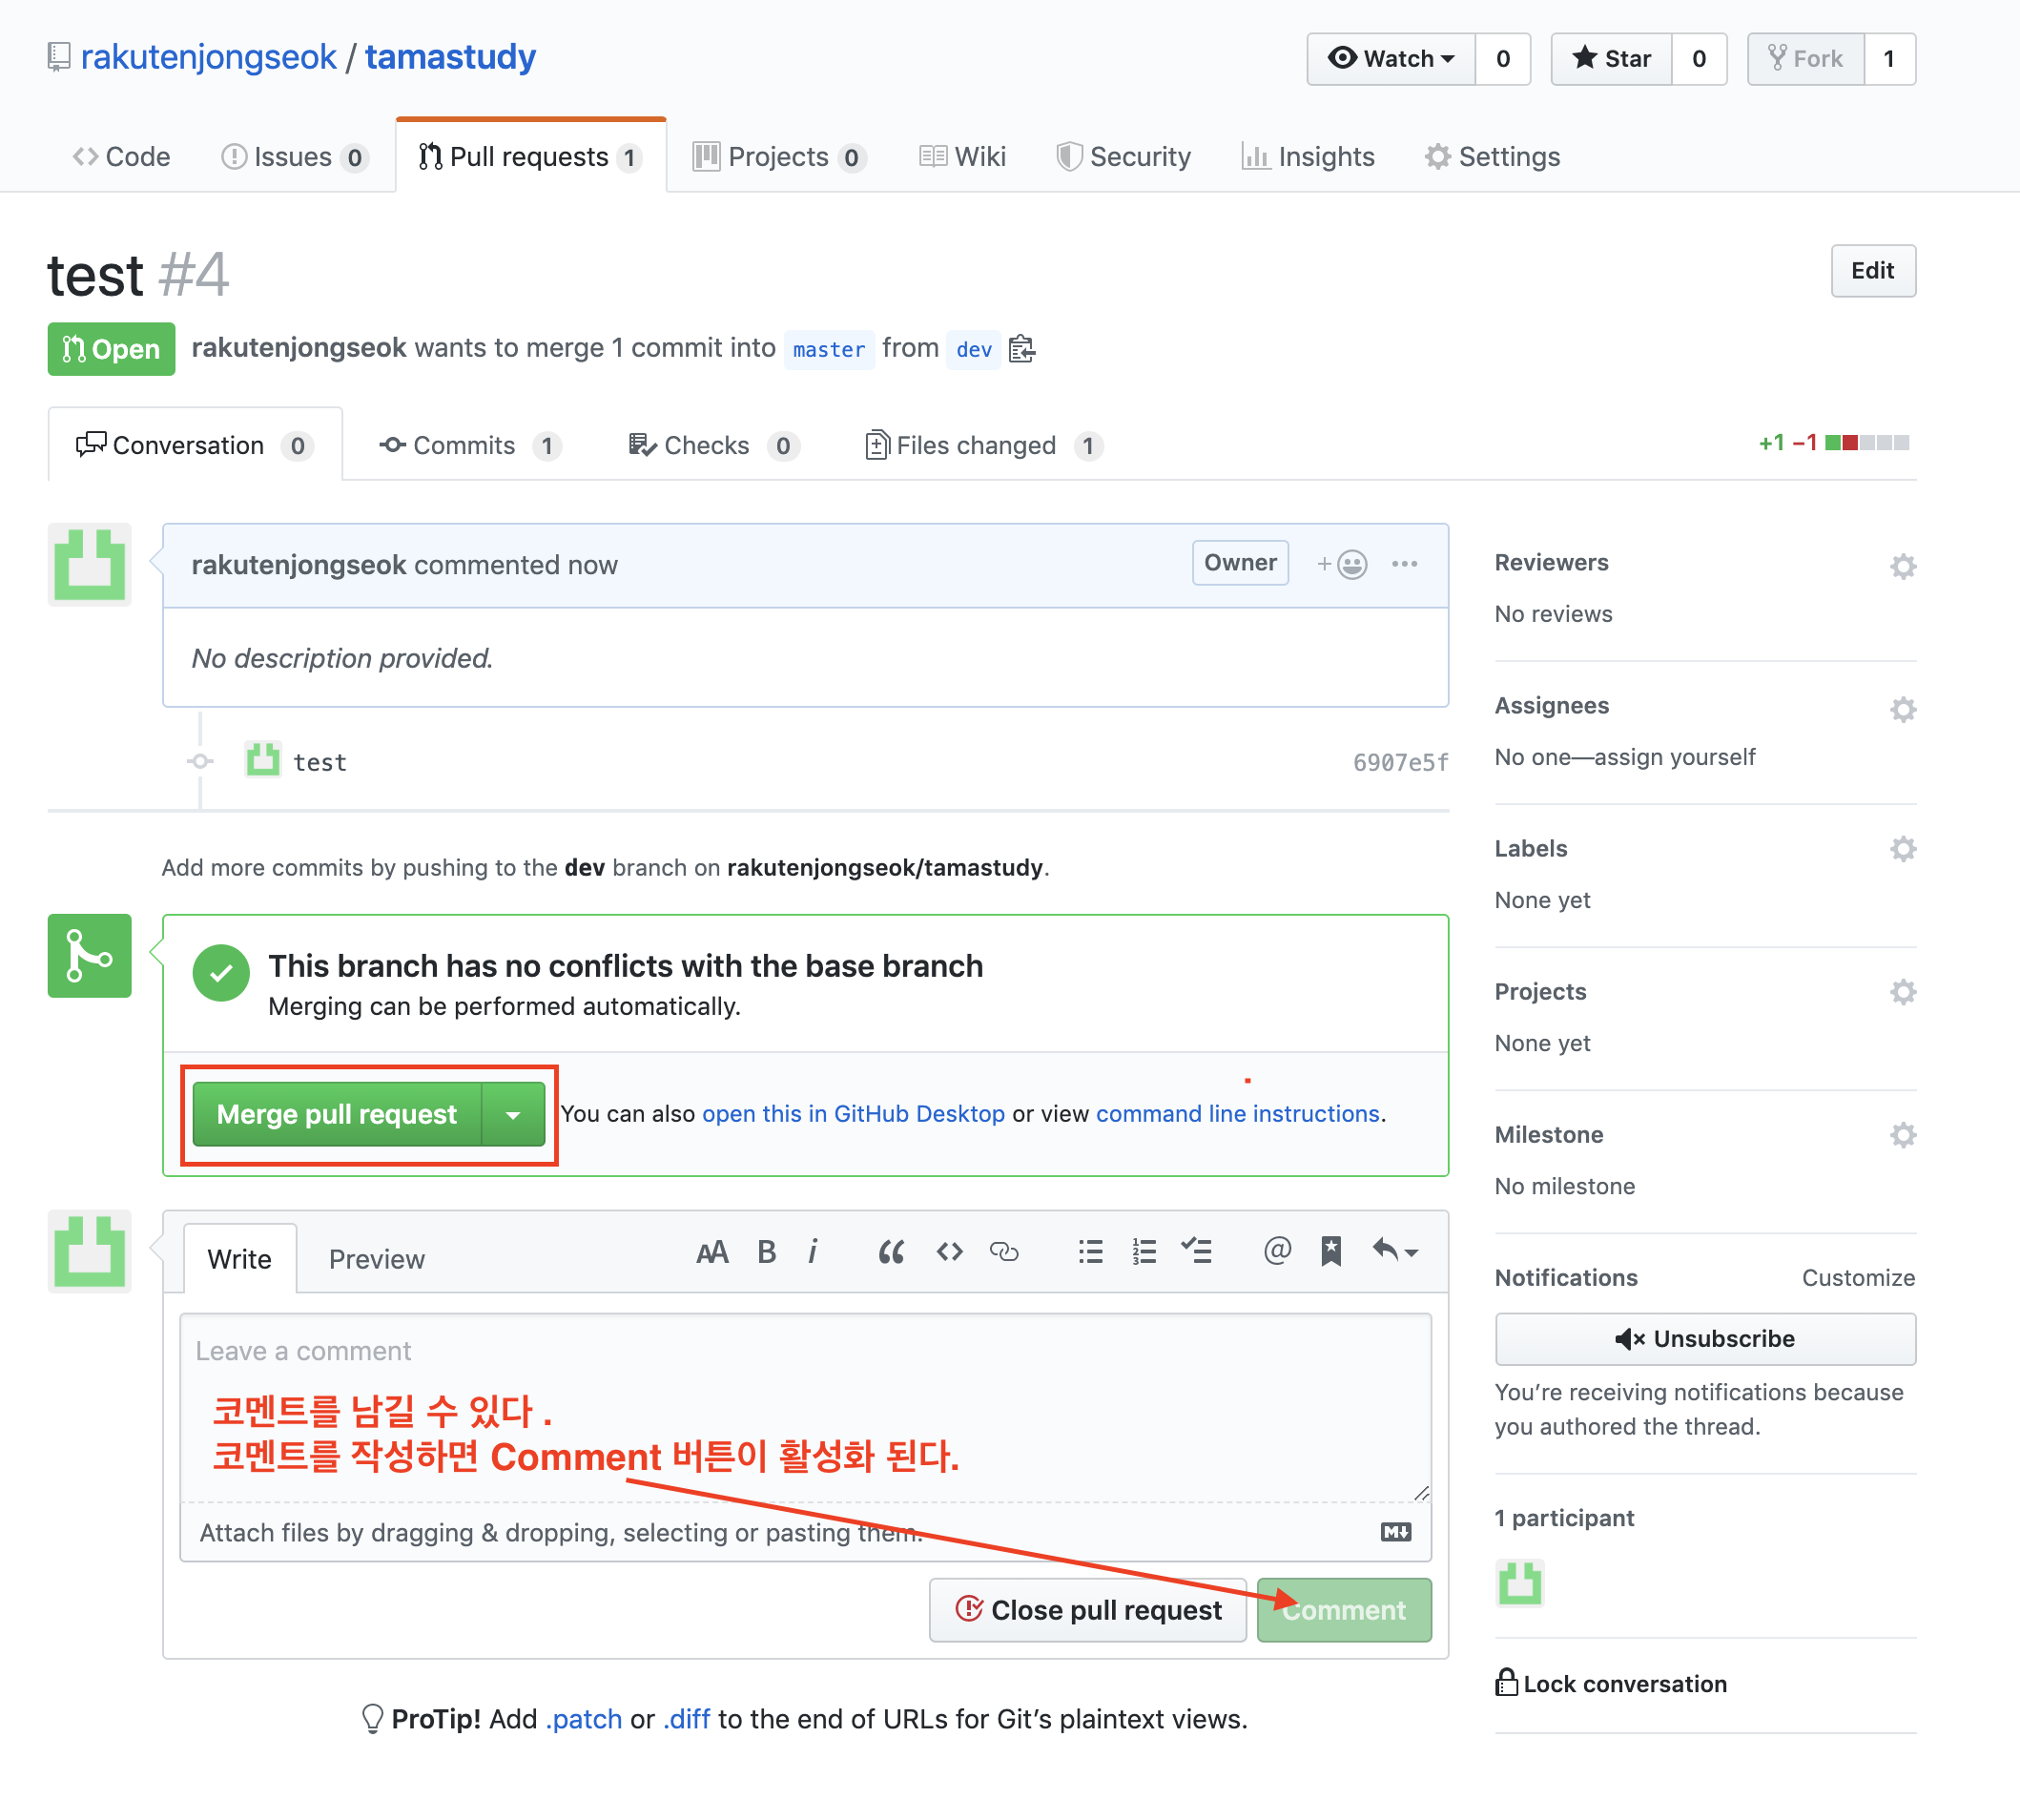 rakutenjongseok / tamastudy
Watch 0 Star 0 Fork 1
Code Issues 0 Pull requests 1 Projects 0 Wiki Security Insights Settings
test #4
Edit
Open rakutenjongseok wants to merge 1 commit into master from dev
Conversation 0 Commits 1 Checks 0 Files changed 1 +1 −1
rakutenjongseok commented now Owner
No description provided.
test 6907e5f
Add more commits by pushing to the dev branch on rakutenjongseok/tamastudy.
This branch has no conflicts with the base branch
Merging can be performed automatically.
Merge pull request You can also open this in GitHub Desktop or view command line instructions.
Write Preview
Leave a comment
코멘트를 남길 수 있다 .
코멘트를 작성하면 Comment 버튼이 활성화 된다.
Attach files by dragging & dropping, selecting or pasting them.
Close pull request Comment
ProTip! Add .patch or .diff to the end of URLs for Git’s plaintext views.
Reviewers
No reviews
Assignees
No one—assign yourself
Labels
None yet
Projects
None yet
Milestone
No milestone
Notifications Customize
Unsubscribe
You’re receiving notifications because
you authored the thread.
1 participant
Lock conversation